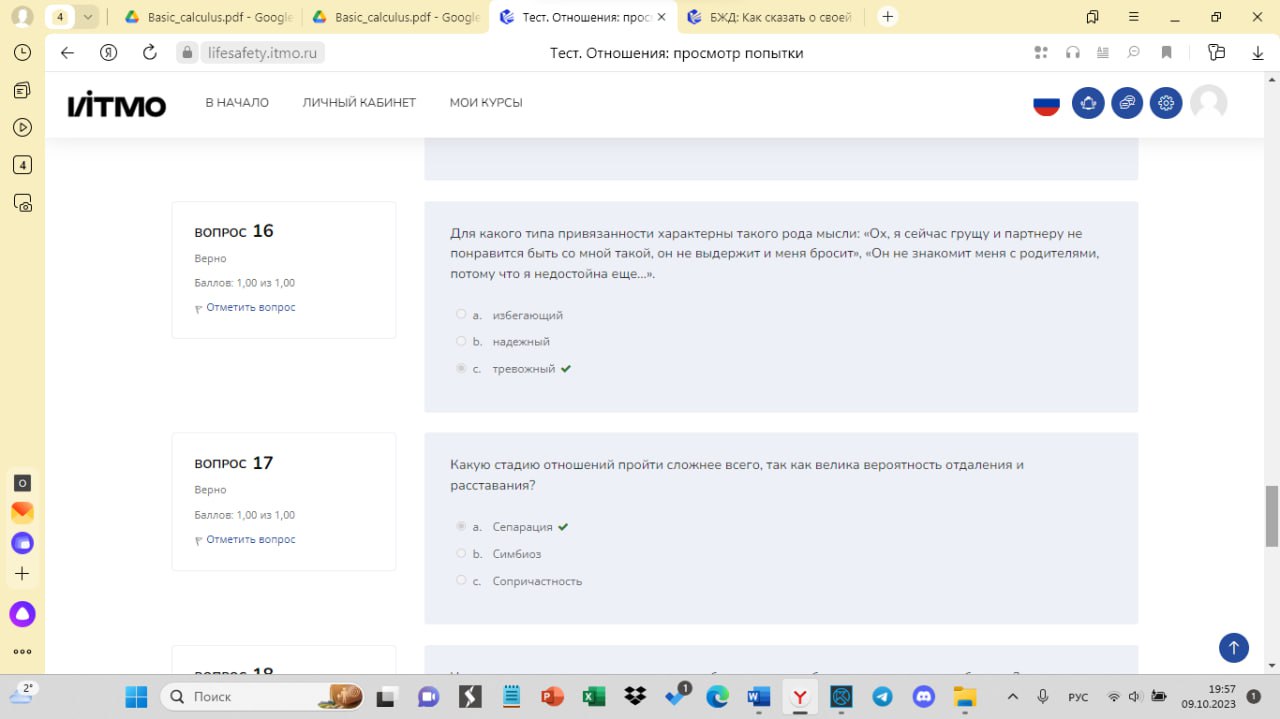 4
Basic_calculus.pdf - Google
Basic_calculus.pdf - Google
Тест. Отношения: прос
БЖД: Как сказать о своей
lifesafety.itmo.ru
Тест. Отношения: просмотр попытки
ИТМО
В НАЧАЛО
ЛИЧНЫЙ КАБИНЕТ
МОИ КУРСЫ
4
ВОПРОС 16
Верно
Баллов: 1,00 из 1,00
Отметить вопрос
Для какого типа привязанности характерны такого рода мысли: «Ох, я сейчас грущу и партнеру не
понравится быть со мной такой, он не выдержит и меня бросит», «Он не знакомит меня с родителями,
потому что я недостойна еще...».
a. избегающий
b. надежный
c. тревожный
ВОПРОС 17
Верно
Баллов: 1,00 из 1,00
Отметить вопрос
Какую стадию отношений пройти сложнее всего, так как велика вероятность отдаления и
расставания?
a. Сепарация
b. Симбиоз
c. Сопричастность
ВОПРОС 18
2°
Поиск
1
РУС
19:57
09.10.2023
1